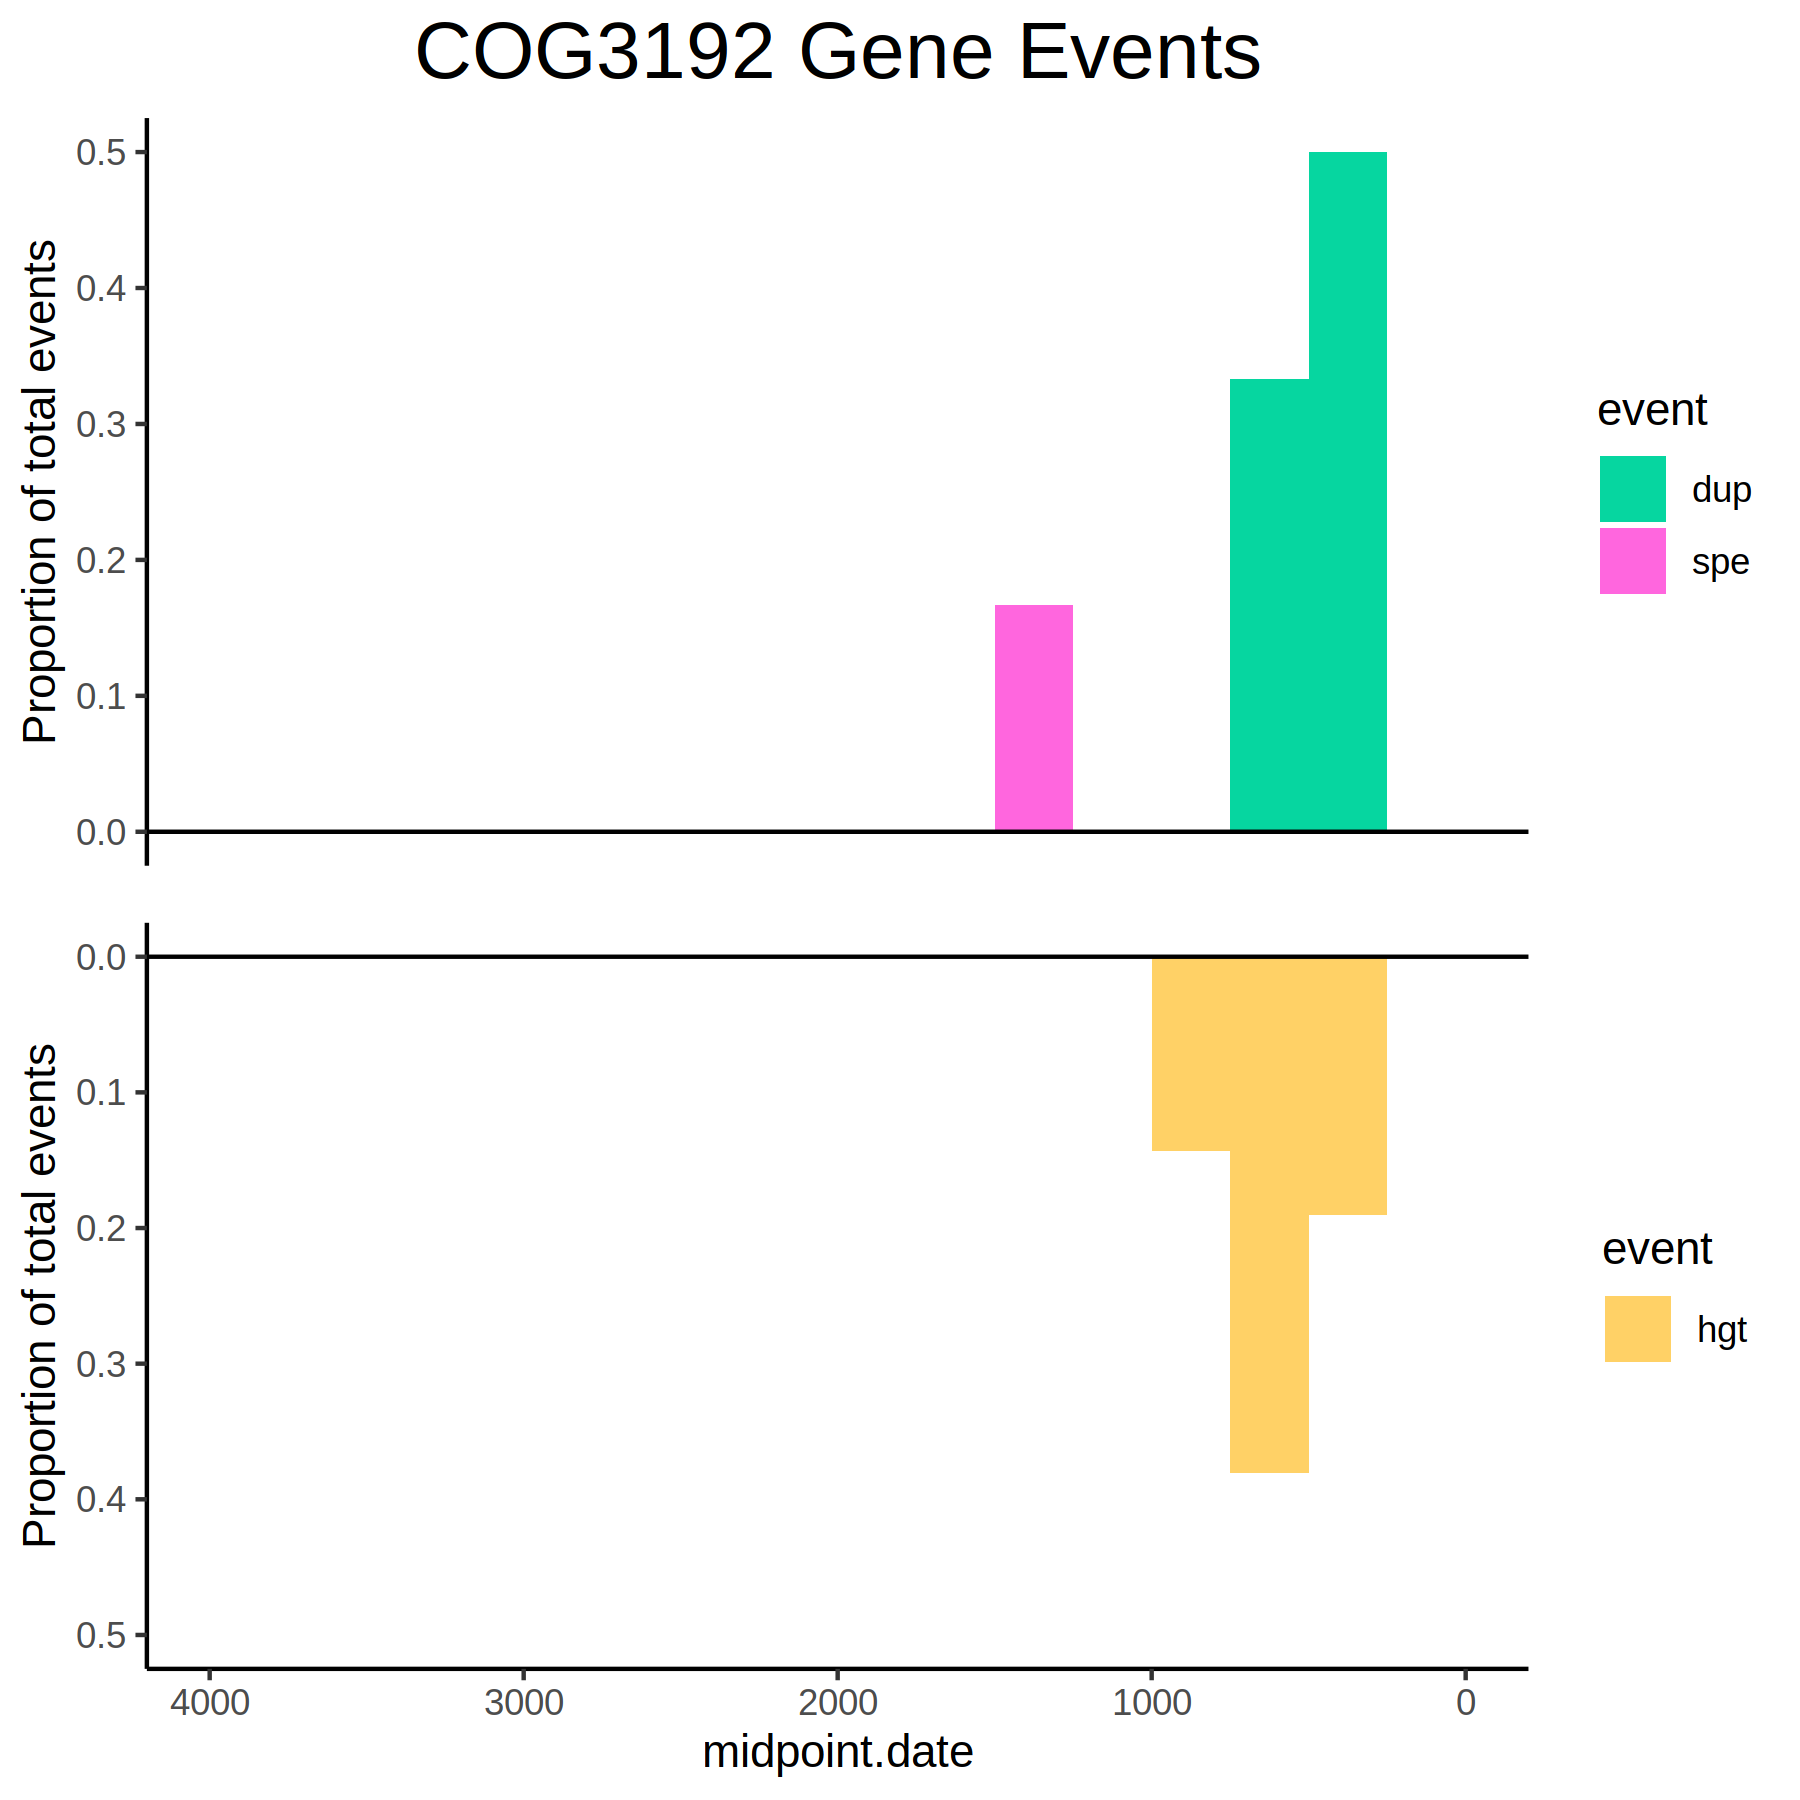 COG3192 Gene Events
Proportion of total events
0.5
0.4
0.3
0.2
0.1
0.0
event
dup
spe
Proportion of total events
0.0
0.1
0.2
0.3
0.4
0.5
event
hgt
4000 3000 2000 1000 0
midpoint.date